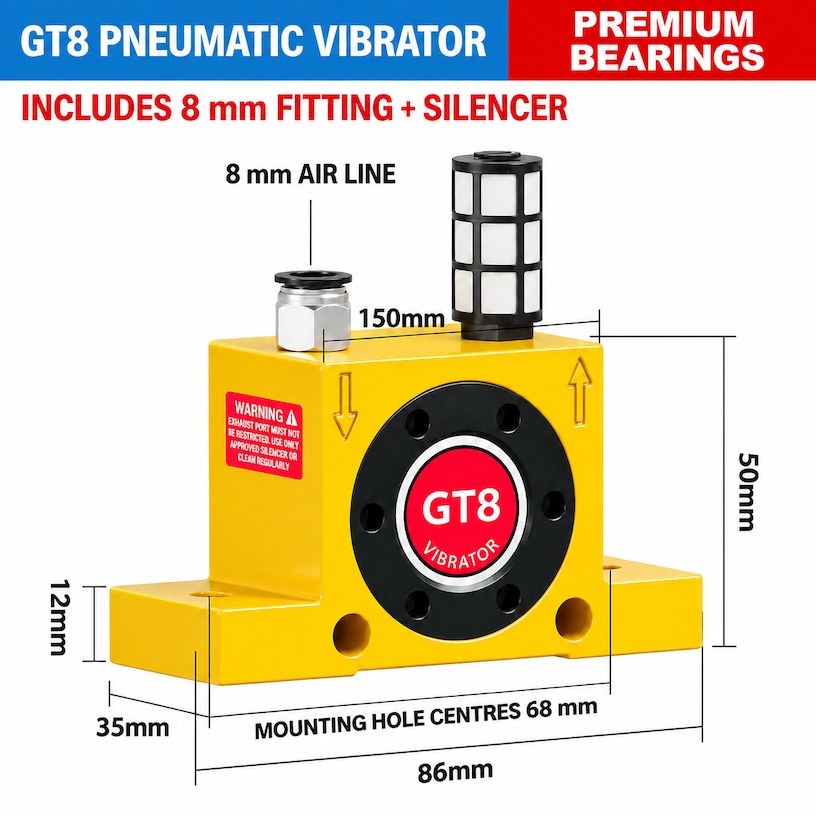 GT8 PNEUMATIC VIBRATOR
PREMIUM
BEARINGS
INCLUDES 8 mm FITTING + SILENCER
8 mm AIR LINE
150mm
WARNING
EXHAUST PORT MUST NOT
BE RESTRICTED. USE ONLY
APPROVED SILENCER OR
CLEAN REGULARLY
GT8
VIBRATOR
50mm
12mm
35mm
MOUNTING HOLE CENTRES 68 mm
86mm